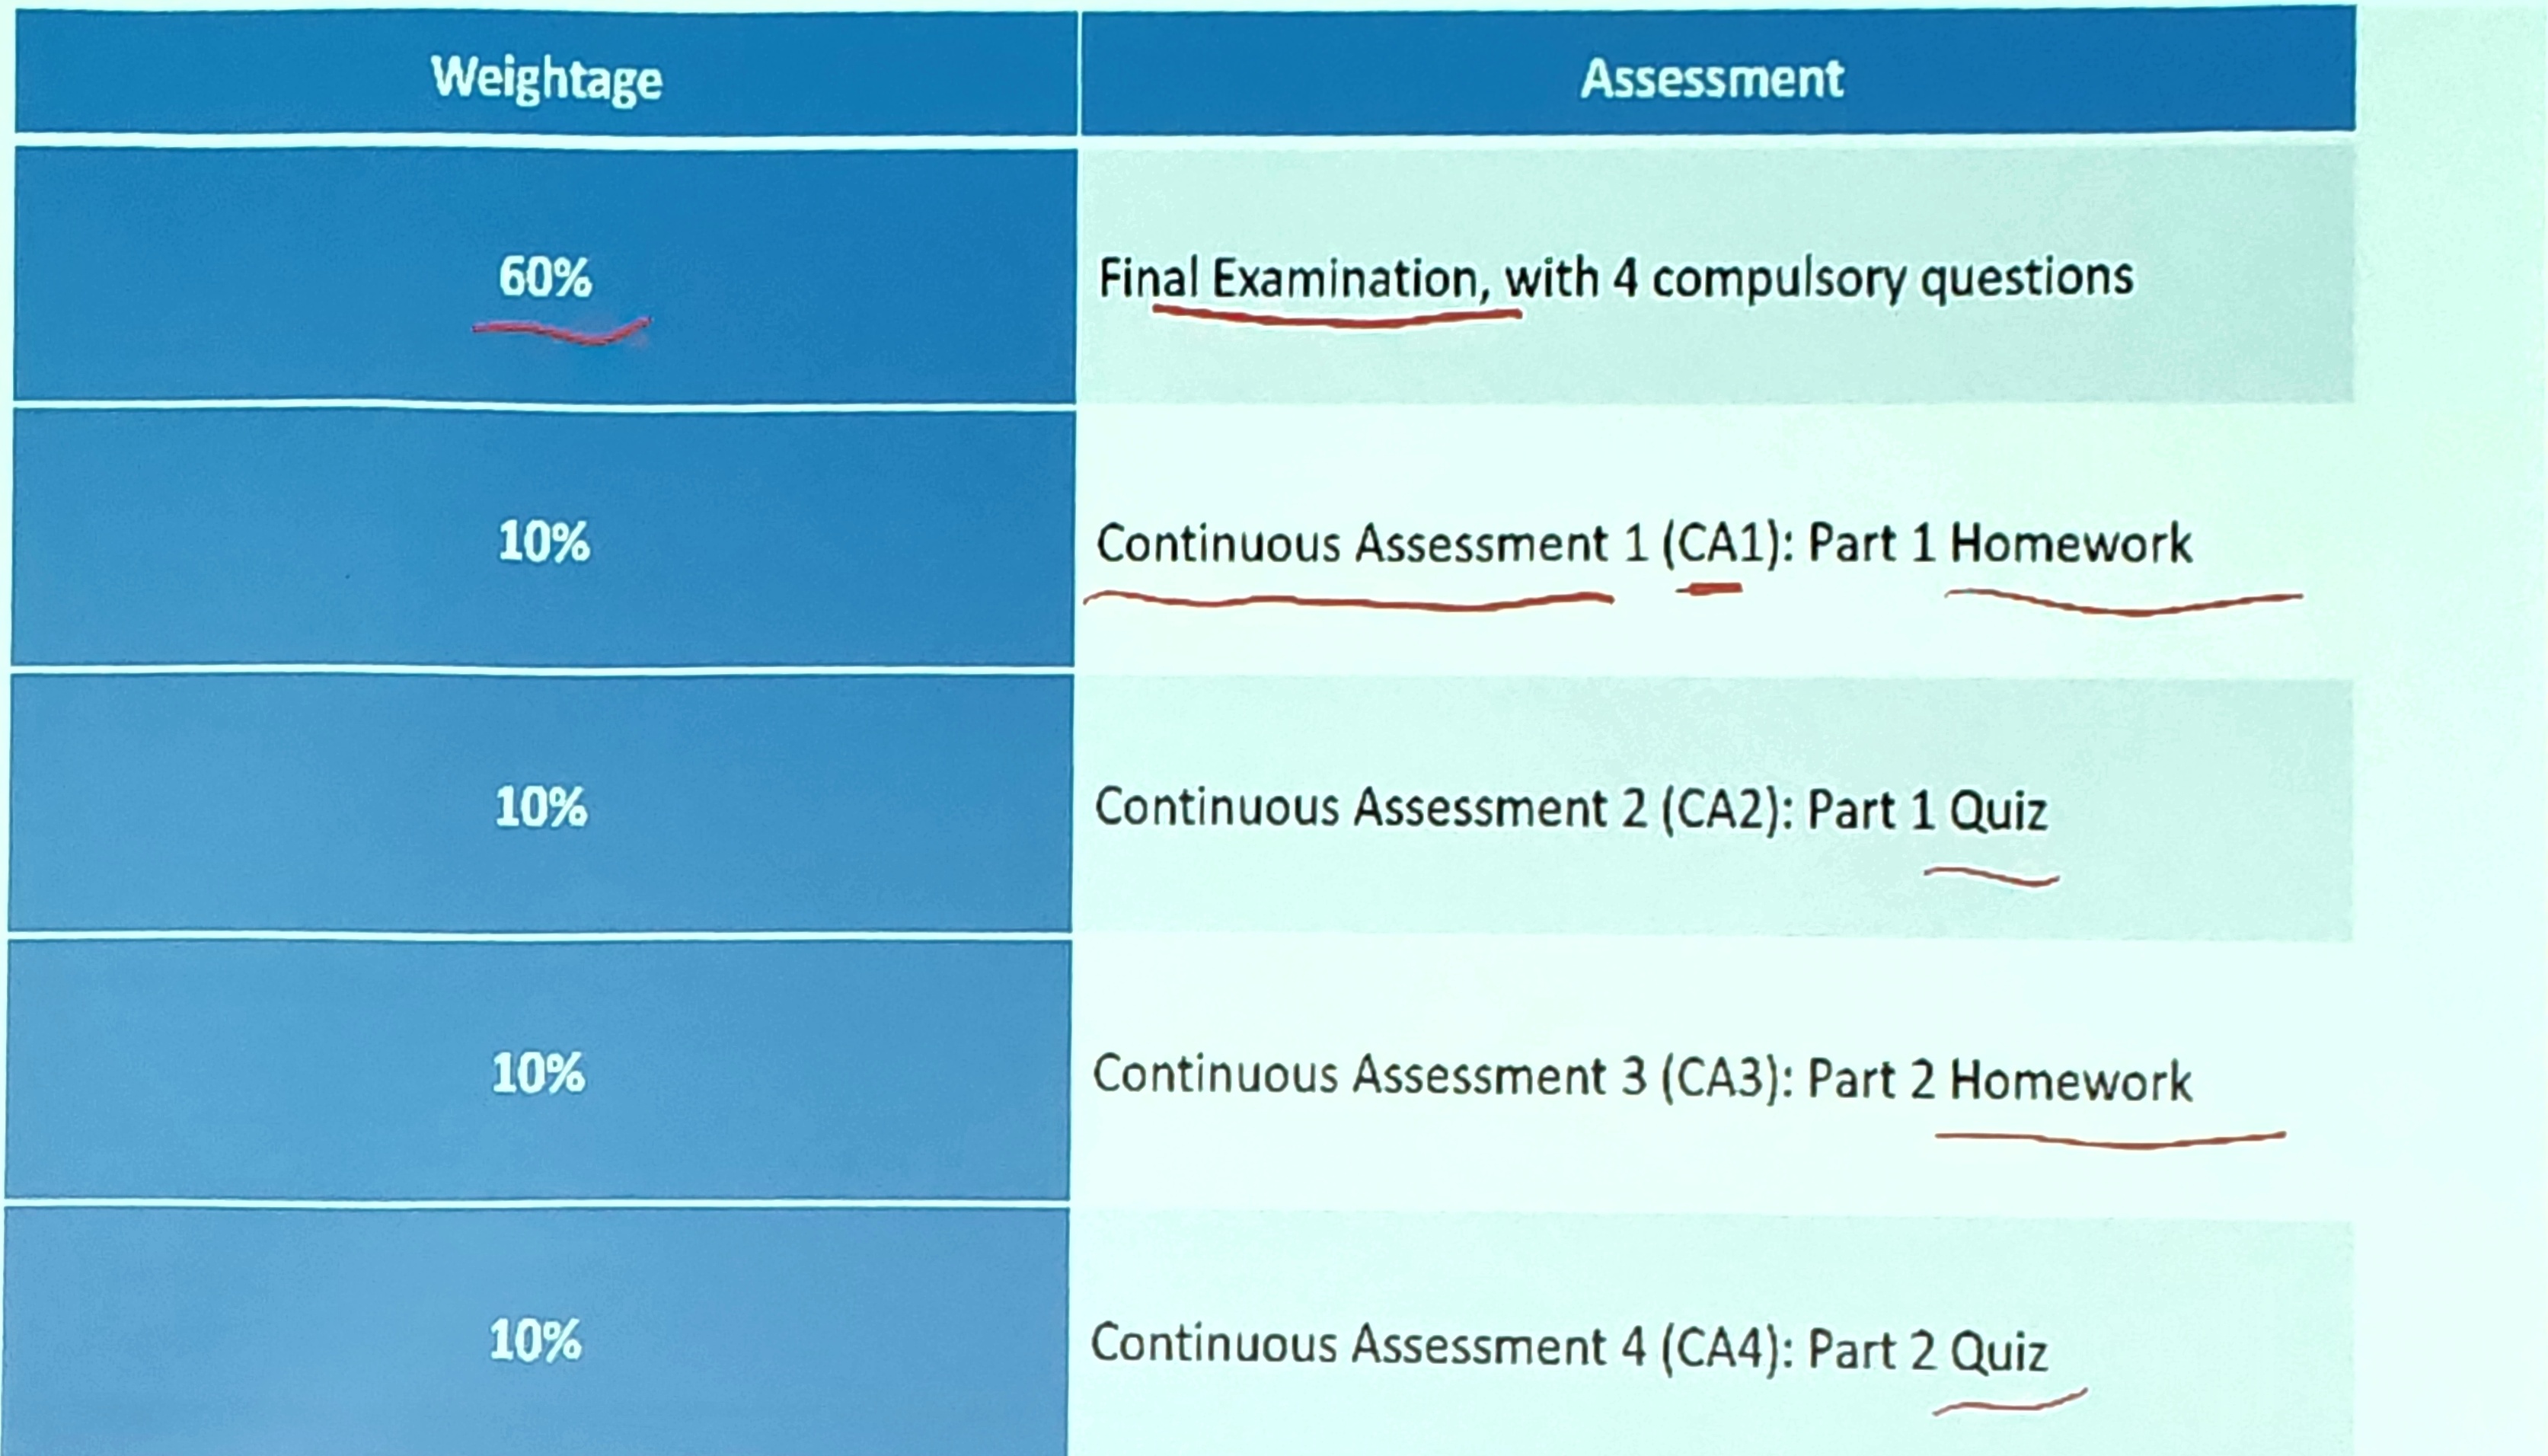 Weightage
Assessment
60%
Final Examination, with 4 compulsory questions
10%
Continuous Assessment 1 (CA1): Part 1 Homework
10%
Continuous Assessment 2 (CA2): Part 1 Quiz
10%
Continuous Assessment 3 (CA3): Part 2 Homework
10%
Continuous Assessment 4 (CA4): Part 2 Quiz